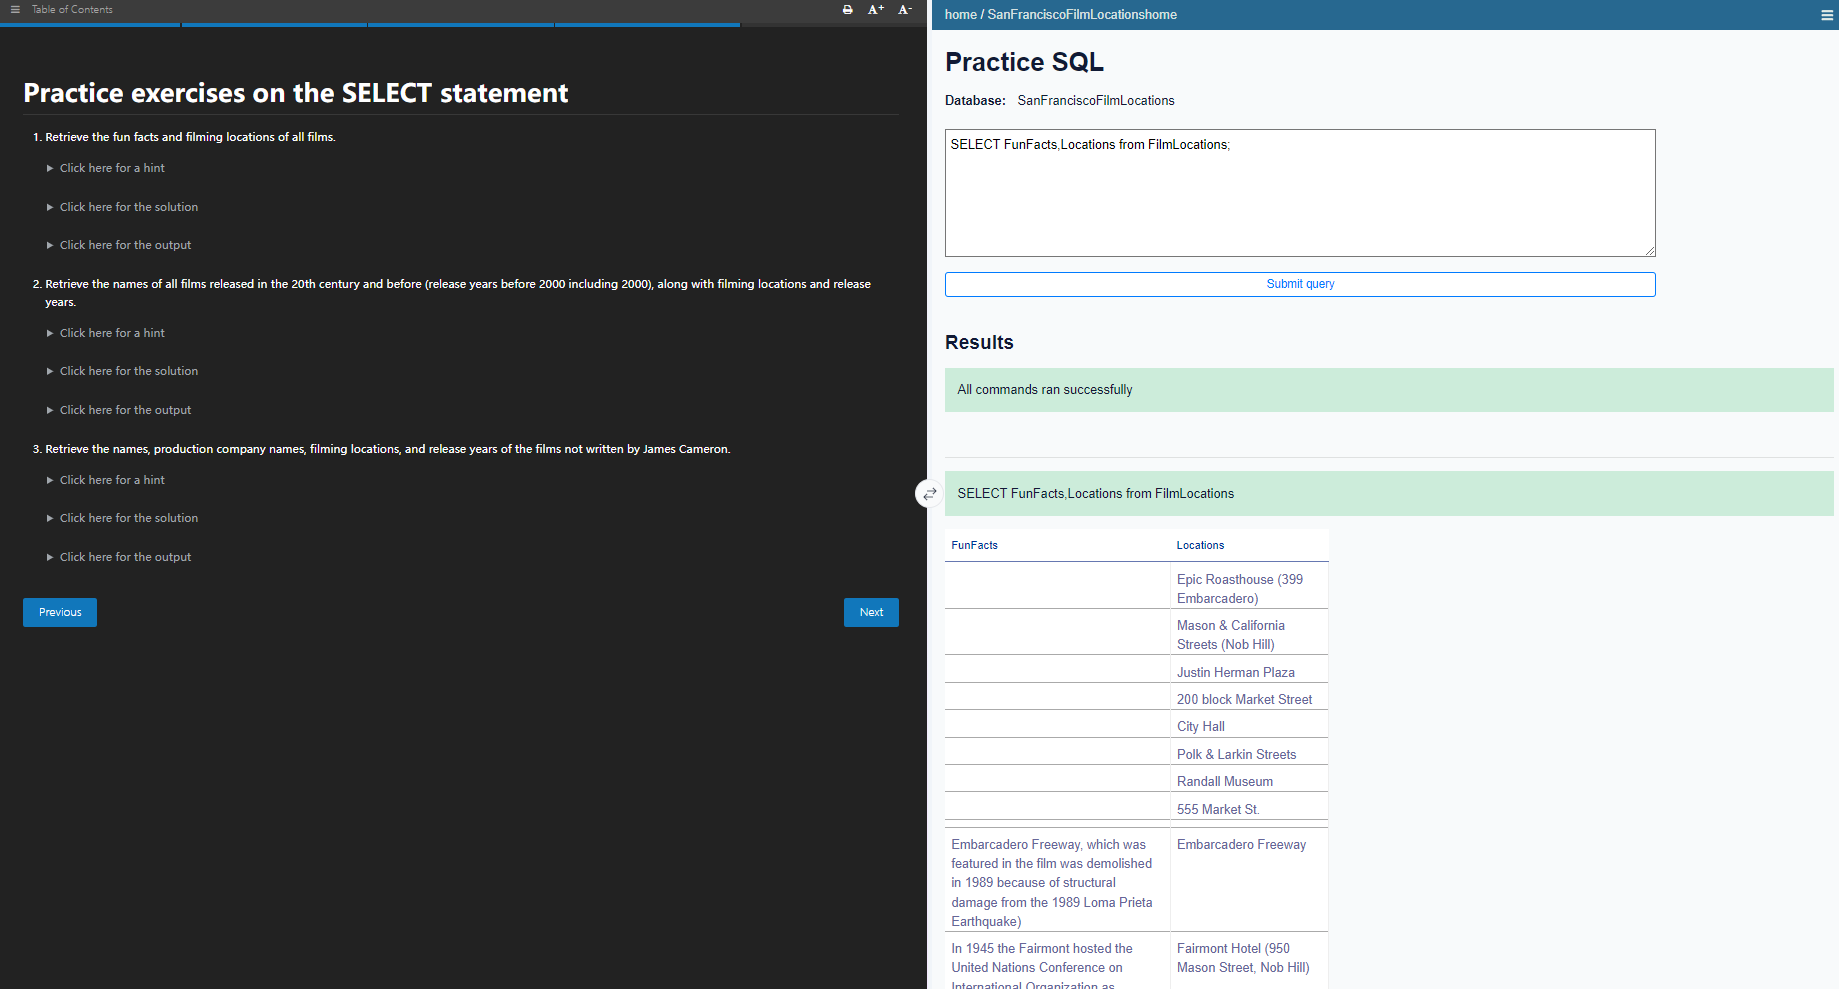 Table of Contents
A+ A-
Practice exercises on the SELECT statement
1. Retrieve the fun facts and filming locations of all films.
Click here for a hint
Click here for the solution
Click here for the output
2. Retrieve the names of all films released in the 20th century and before (release years before 2000 including 2000), along with filming locations and release
years.
Click here for a hint
Click here for the solution
Click here for the output
3. Retrieve the names, production company names, filming locations, and release years of the films not written by James Cameron.
Click here for a hint
Click here for the solution
Click here for the output
Previous
Next
home / SanFranciscoFilmLocationshome
Practice SQL
Database: SanFranciscoFilmLocations
SELECT FunFacts,Locations from FilmLocations;
Submit query
Results
All commands ran successfully
SELECT FunFacts,Locations from FilmLocations
FunFacts Locations
Epic Roasthouse (399
Embarcadero)
Mason & California
Streets (Nob Hill)
Justin Herman Plaza
200 block Market Street
City Hall
Polk & Larkin Streets
Randall Museum
555 Market St.
Embarcadero Freeway, which was
featured in the film was demolished
in 1989 because of structural
damage from the 1989 Loma Prieta
Earthquake)
Embarcadero Freeway
In 1945 the Fairmont hosted the
United Nations Conference on
International Organization as
Fairmont Hotel (950
Mason Street, Nob Hill)